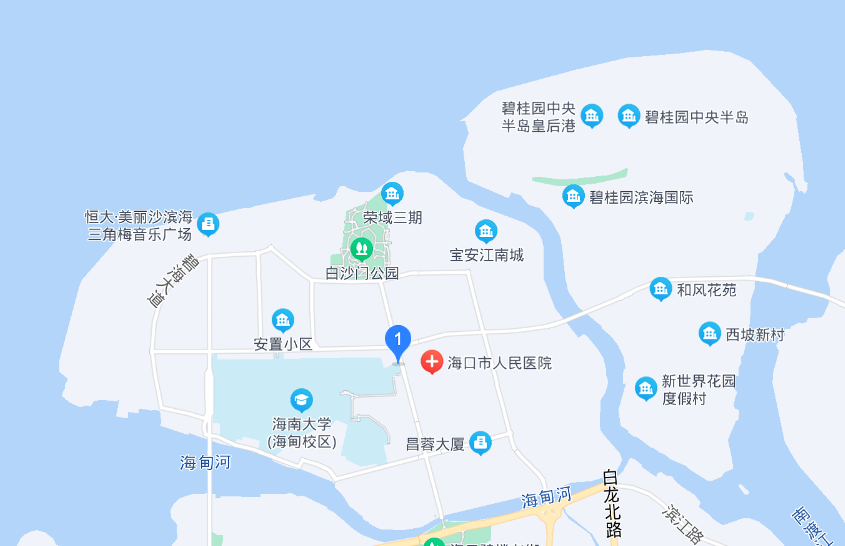 碧桂园中央
半岛皇后港
碧桂园中央半岛
碧桂园滨海国际
恒大·美丽沙滨海
三角梅音乐广场
荣域三期
宝安江南城
白沙门公园
碧海大道
和风花苑
安置小区
1
西坡新村
海口市人民医院
新世界花园
度假村
海南大学
(海甸校区)
昌蓉大厦
海甸河
海甸河
白龙北路
滨江路
南渡江